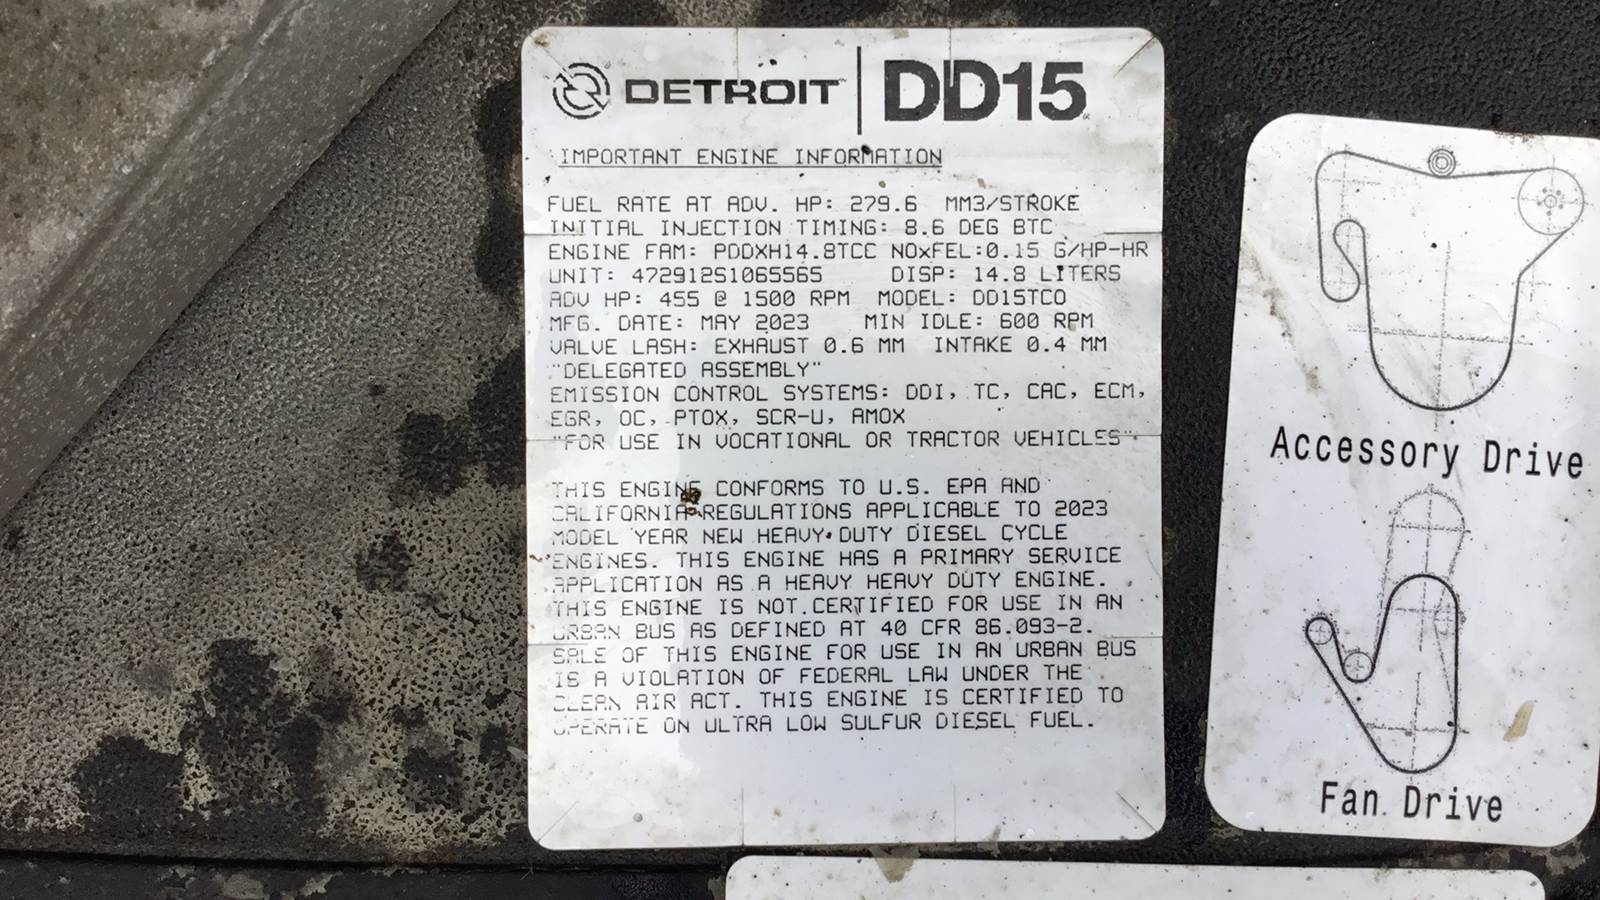 DETROIT | DD15
IMPORTANT ENGINE INFORMATION
FUEL RATE AT ADV. HP: 279.6 MM3/STROKE
INITIAL INJECTION TIMING: 8.6 DEG BTC
ENGINE FAM: PDDXH14.8TCC NOxFEL:0.15 G/HP-HR
UNIT: 472912S1065565 DISP: 14.8 LITERS
ADV HP: 455 @ 1500 RPM MODEL: DD15TCO
MFG. DATE: MAY 2023 MIN IDLE: 600 RPM
VALVE LASH: EXHAUST 0.6 MM INTAKE 0.4 MM
"DELEGATED ASSEMBLY"
EMISSION CONTROL SYSTEMS: DDI, TC, CAC, ECM,
EGR, OC, PTOX, SCR-U, AMOX
"FOR USE IN VOCATIONAL OR TRACTOR VEHICLES"
THIS ENGINE CONFORMS TO U.S. EPA AND
CALIFORNIA REGULATIONS APPLICABLE TO 2023
MODEL YEAR NEW HEAVY DUTY DIESEL CYCLE
ENGINES. THIS ENGINE HAS A PRIMARY SERVICE
APPLICATION AS A HEAVY HEAVY DUTY ENGINE.
THIS ENGINE IS NOT CERTIFIED FOR USE IN AN
URBAN BUS AS DEFINED AT 40 CFR 86.093-2.
SALE OF THIS ENGINE FOR USE IN AN URBAN BUS
IS A VIOLATION OF FEDERAL LAW UNDER THE
CLEAN AIR ACT. THIS ENGINE IS CERTIFIED TO
OPERATE ON ULTRA LOW SULFUR DIESEL FUEL.
Accessory Drive
Fan Drive